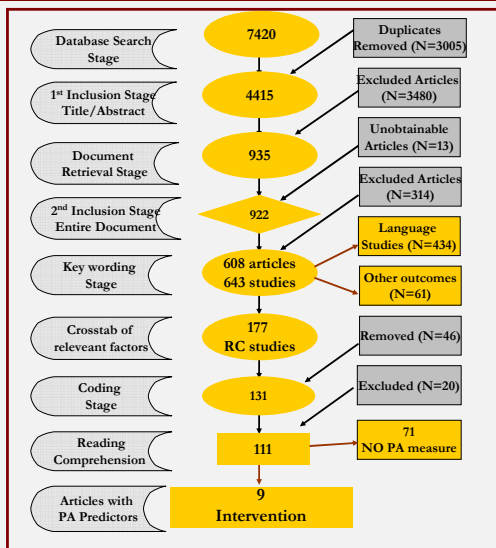 7420
Duplicates
Removed (N=3005)
Database Search
Stage
4415
Excluded Articles
(N=3480)
1st Inclusion Stage
Title/Abstract
935
Unobtainable
Articles (N=13)
Document
Retrieval Stage
922
Excluded Articles
(N=314)
2nd Inclusion Stage
Entire Document
Language
Studies (N=434)
608 articles
643 studies
Key wording
Stage
Other outcomes
(N=61)
177
RC studies
Crosstab of
releveant factors
Removed (N=46)
131
Coding
Stage
Excluded (N=20)
111
Reading
Comprehension
71
NO PA measure
9
Intervention
Articles with
PA Predictors